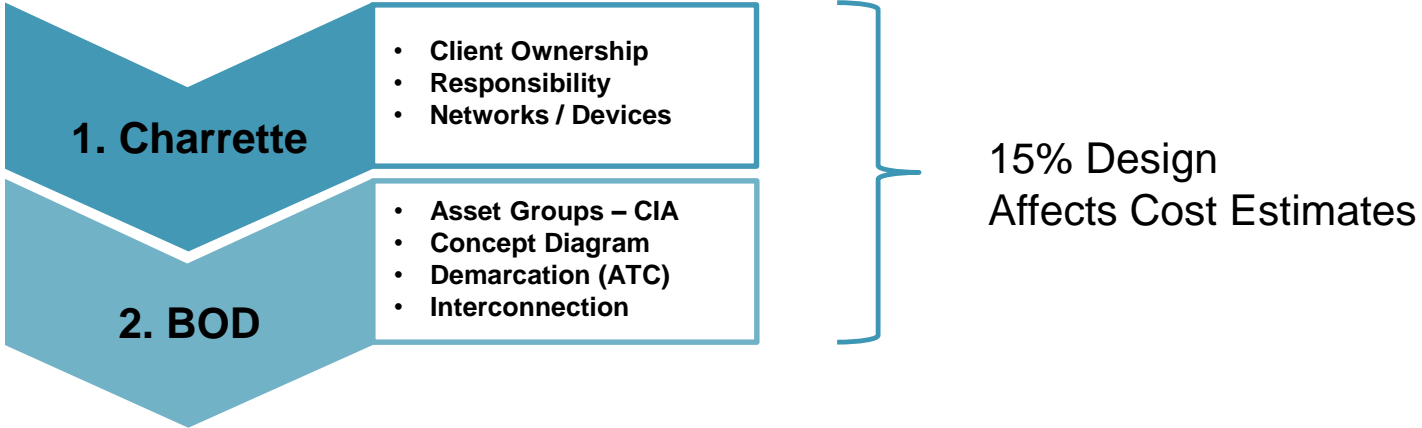 1. Charrette
• Client Ownership
• Responsibility
• Networks / Devices
2. BOD
• Asset Groups – CIA
• Concept Diagram
• Demarcation (ATC)
• Interconnection
15% Design
Affects Cost Estimates